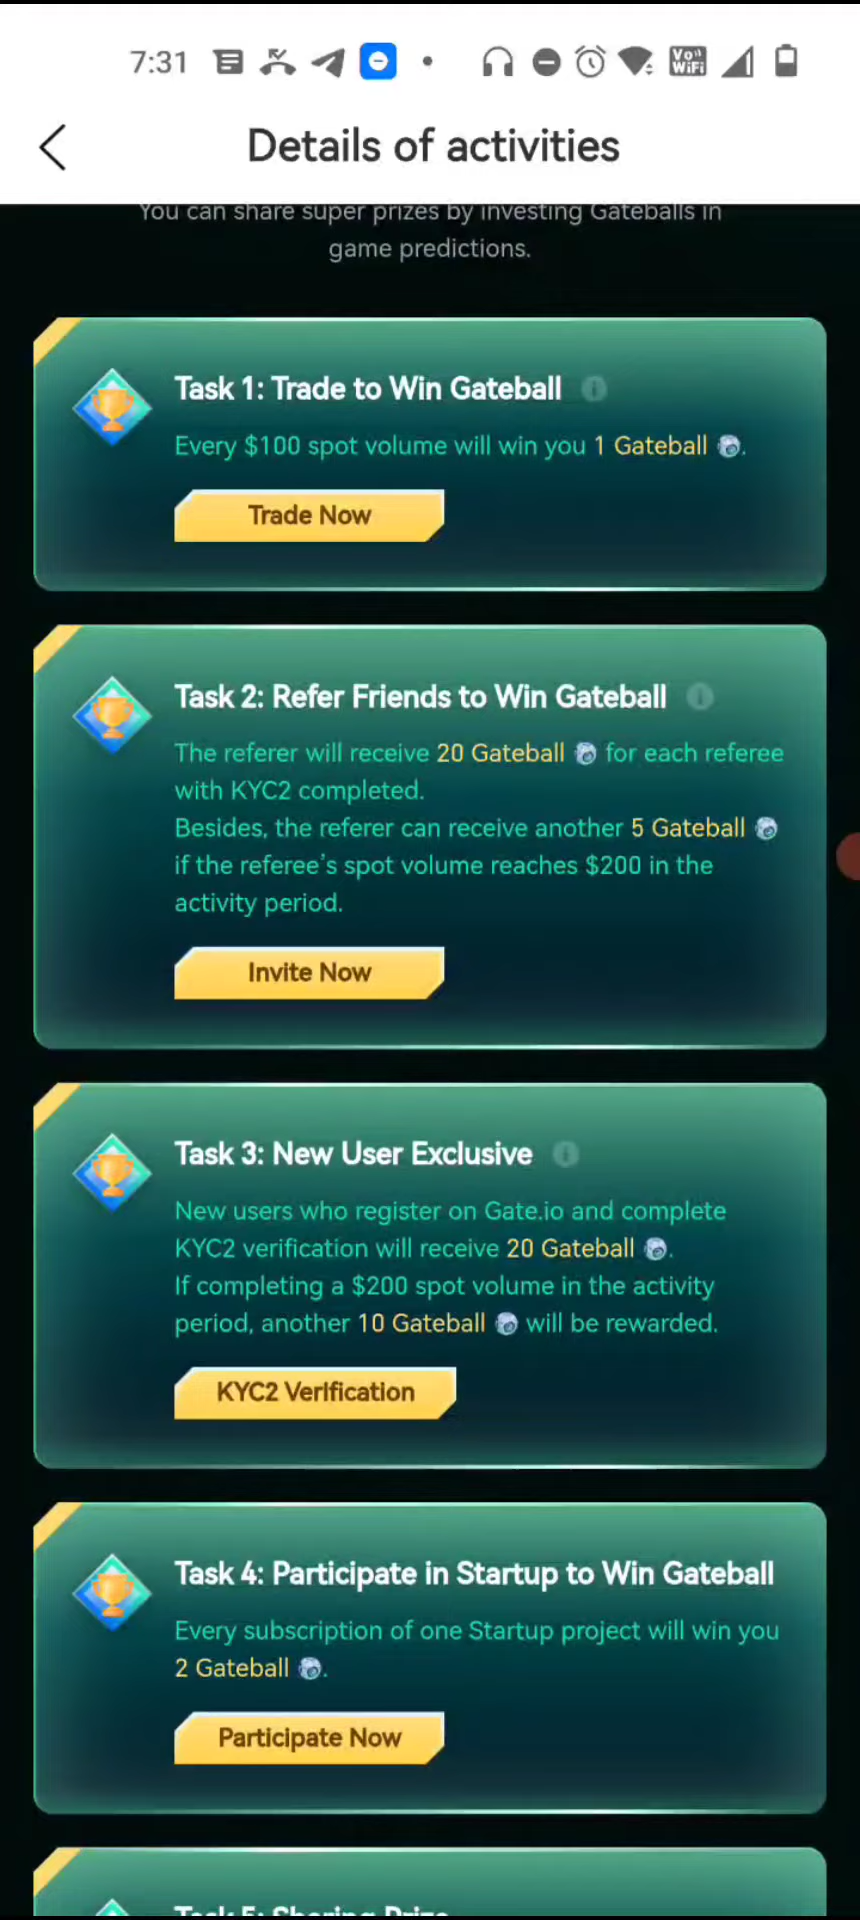 7:31
Vo))
WiFi
Details of activities
You can share super prizes by investing Gateballs in
game predictions.
Task 1: Trade to Win Gateball
Every $100 spot volume will win you 1 Gateball .
Trade Now
Task 2: Refer Friends to Win Gateball
The referer will receive 20 Gateball for each referee
with KYC2 completed.
Besides, the referer can receive another 5 Gateball
if the referee's spot volume reaches $200 in the
activity period.
Invite Now
Task 3: New User Exclusive
New users who register on Gate.io and complete
KYC2 verification will receive 20 Gateball .
If completing a $200 spot volume in the activity
period, another 10 Gateball will be rewarded.
KYC2 Verification
Task 4: Participate in Startup to Win Gateball
Every subscription of one Startup project will win you
2 Gateball .
Participate Now
Task 5: Sharing Prize